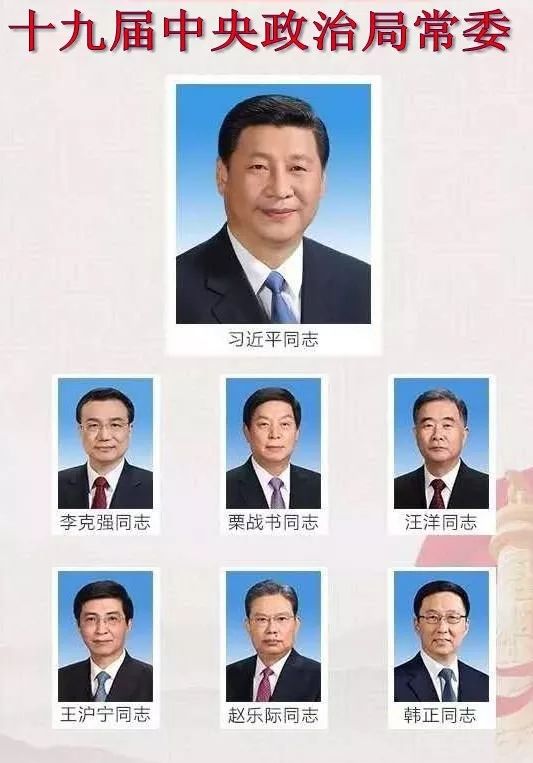 十九届中央政治局常委
习近平同志
李克强同志
栗战书同志
汪洋同志
王沪宁同志
赵乐际同志
韩正同志